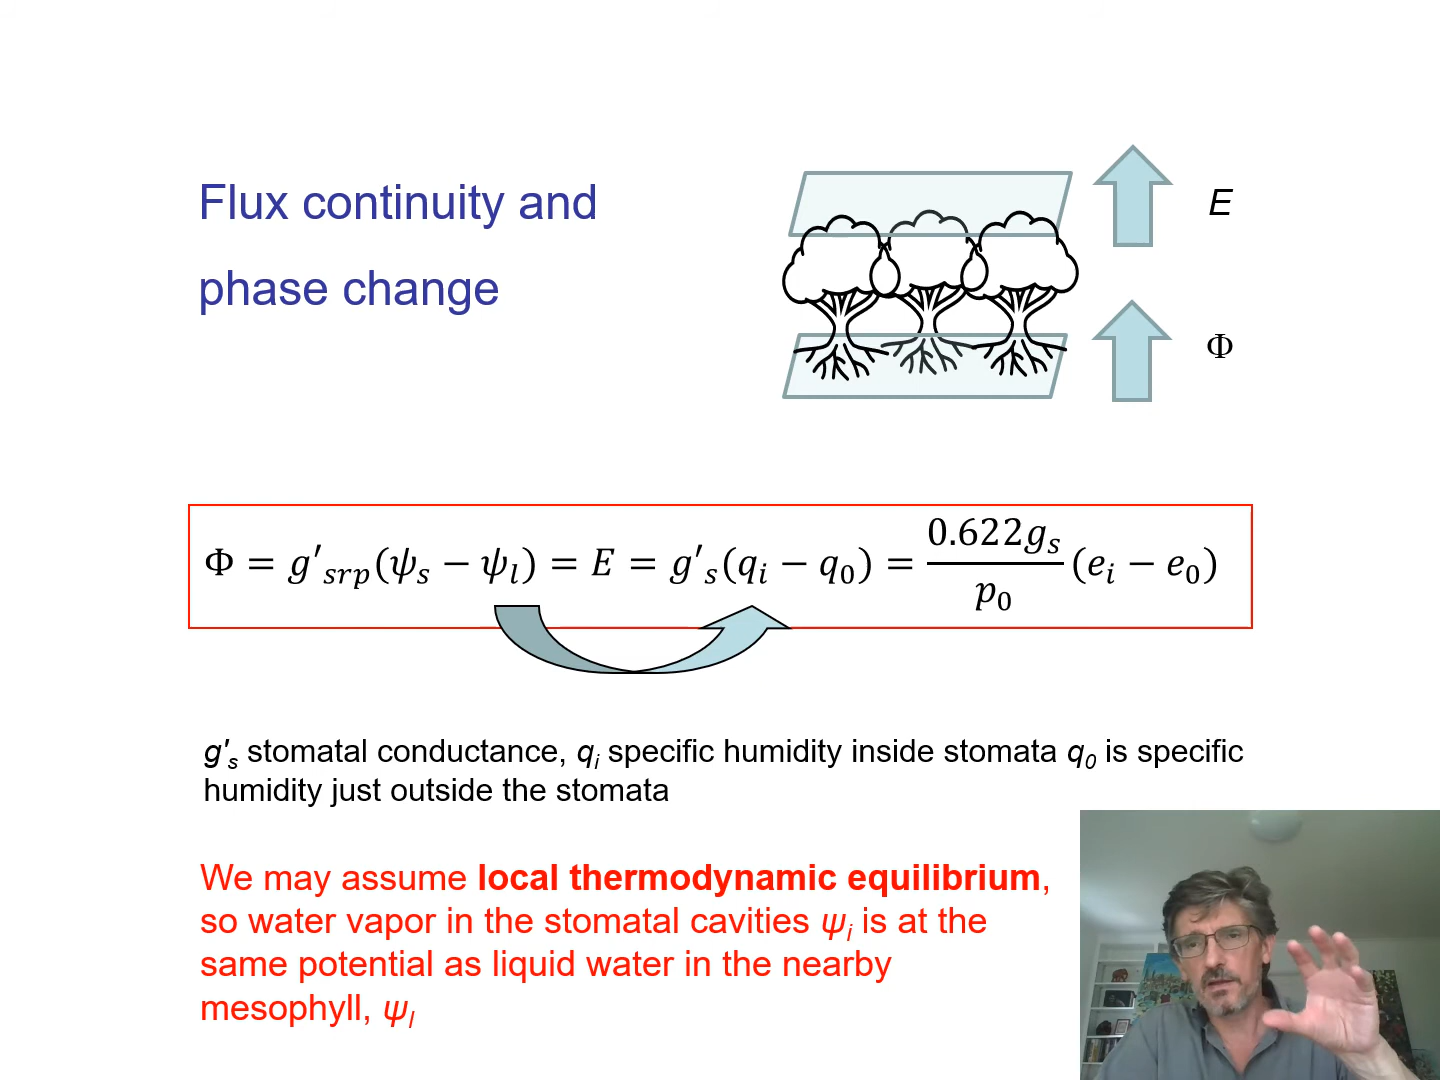 Flux continuity and
phase change
E
Φ
Φ = g′ₛᵣₚ(ψₛ − ψₗ) = E = g′ₛ(qᵢ − q₀) = 0.622gₛ/p₀ (eᵢ − e₀)
g′ₛ stomatal conductance, qᵢ specific humidity inside stomata q₀ is specific
humidity just outside the stomata
We may assume local thermodynamic equilibrium,
so water vapor in the stomatal cavities ψᵢ is at the
same potential as liquid water in the nearby
mesophyll, ψₗ